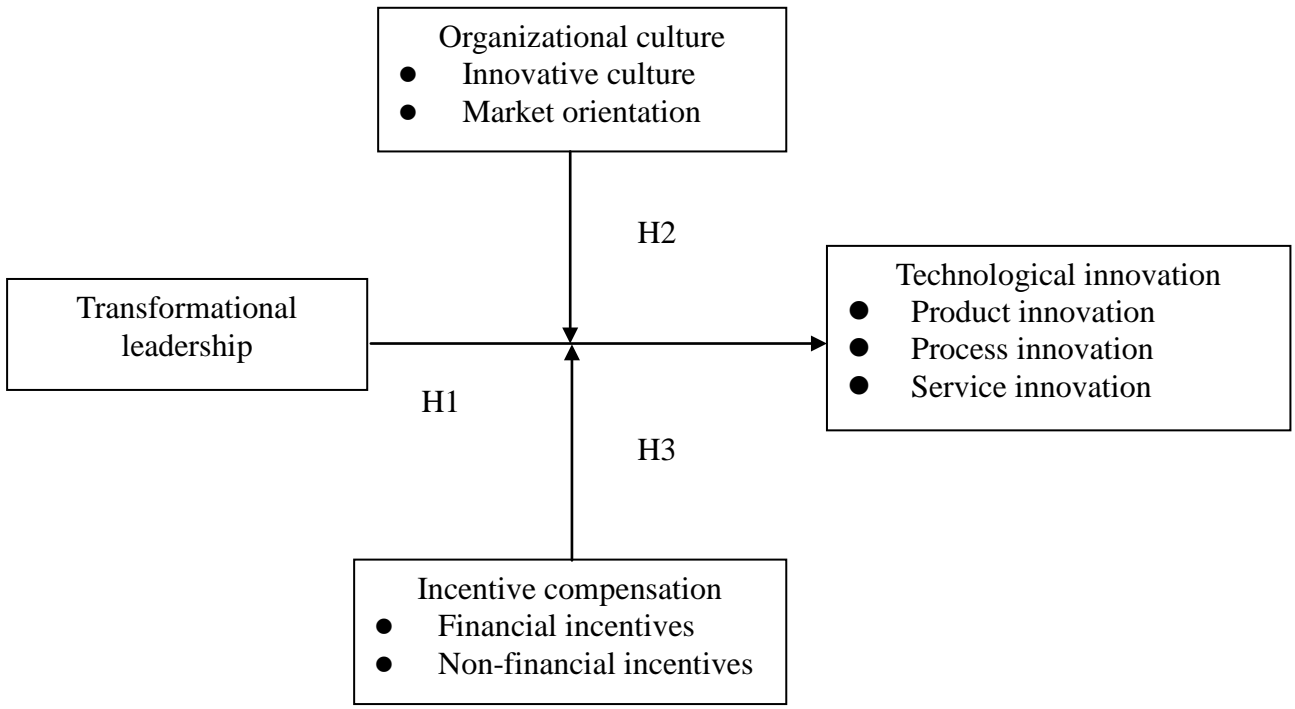 Organizational culture
● Innovative culture
● Market orientation
H2
Transformational
leadership
Technological innovation
● Product innovation
● Process innovation
● Service innovation
H1
H3
Incentive compensation
● Financial incentives
● Non-financial incentives